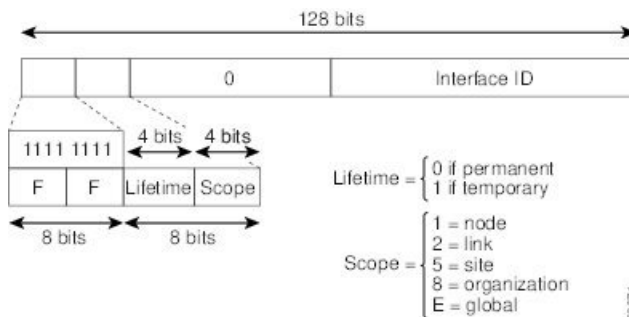 128 bits
0 Interface ID
4 bits 4 bits
1111 1111
F F Lifetime Scope
8 bits 8 bits
Lifetime = 0 if permanent
1 if temporary
Scope = 1 = node
2 = link
5 = site
8 = organization
E = global